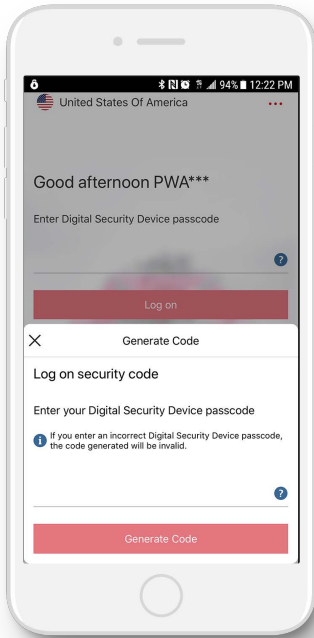 94% 12:22 PM
United States Of America
Good afternoon PWA***
Enter Digital Security Device passcode
?
Log on
Generate Code
Log on security code
Enter your Digital Security Device passcode
i If you enter an incorrect Digital Security Device passcode,
the code generated will be invalid.
?
Generate Code